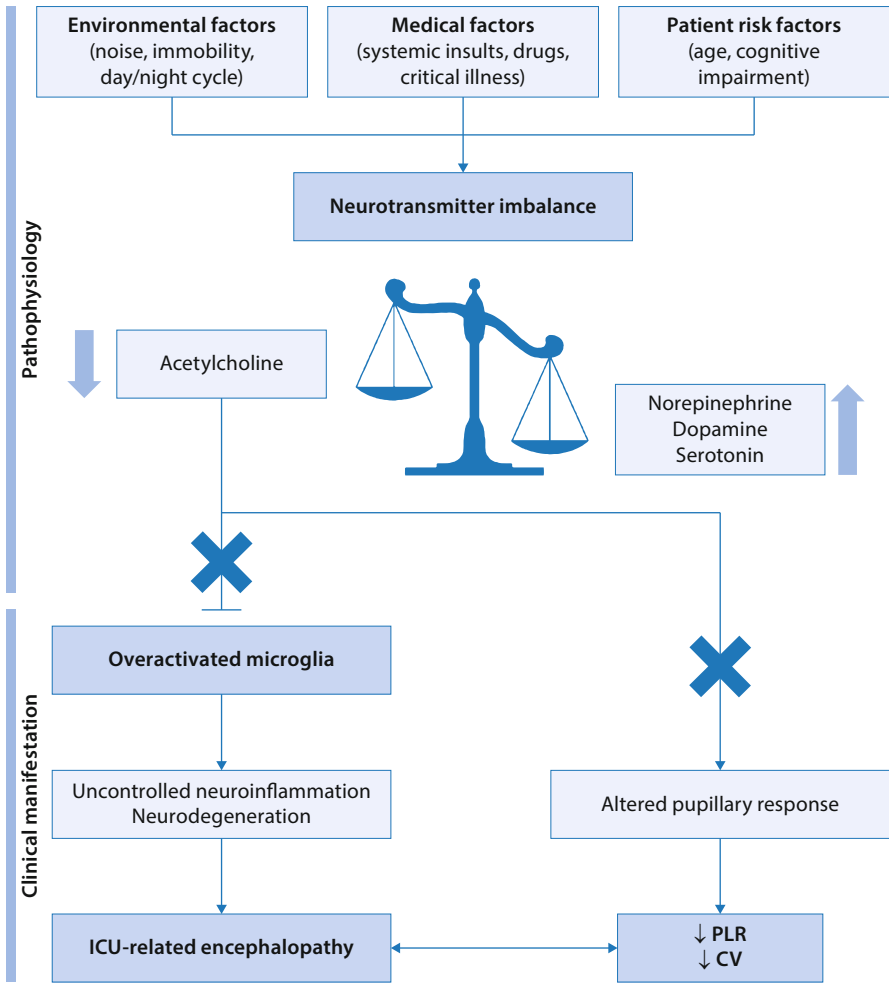 Environmental factors
(noise, immobility,
day/night cycle)
Medical factors
(systemic insults, drugs,
critical illness)
Patient risk factors
(age, cognitive
impairment)
Neurotransmitter imbalance
Pathophysiology
Acetylcholine
Norepinephrine
Dopamine
Serotonin
Clinical manifestation
Overactivated microglia
Uncontrolled neuroinflammation
Neurodegeneration
Altered pupillary response
ICU-related encephalopathy
↓ PLR
↓ CV